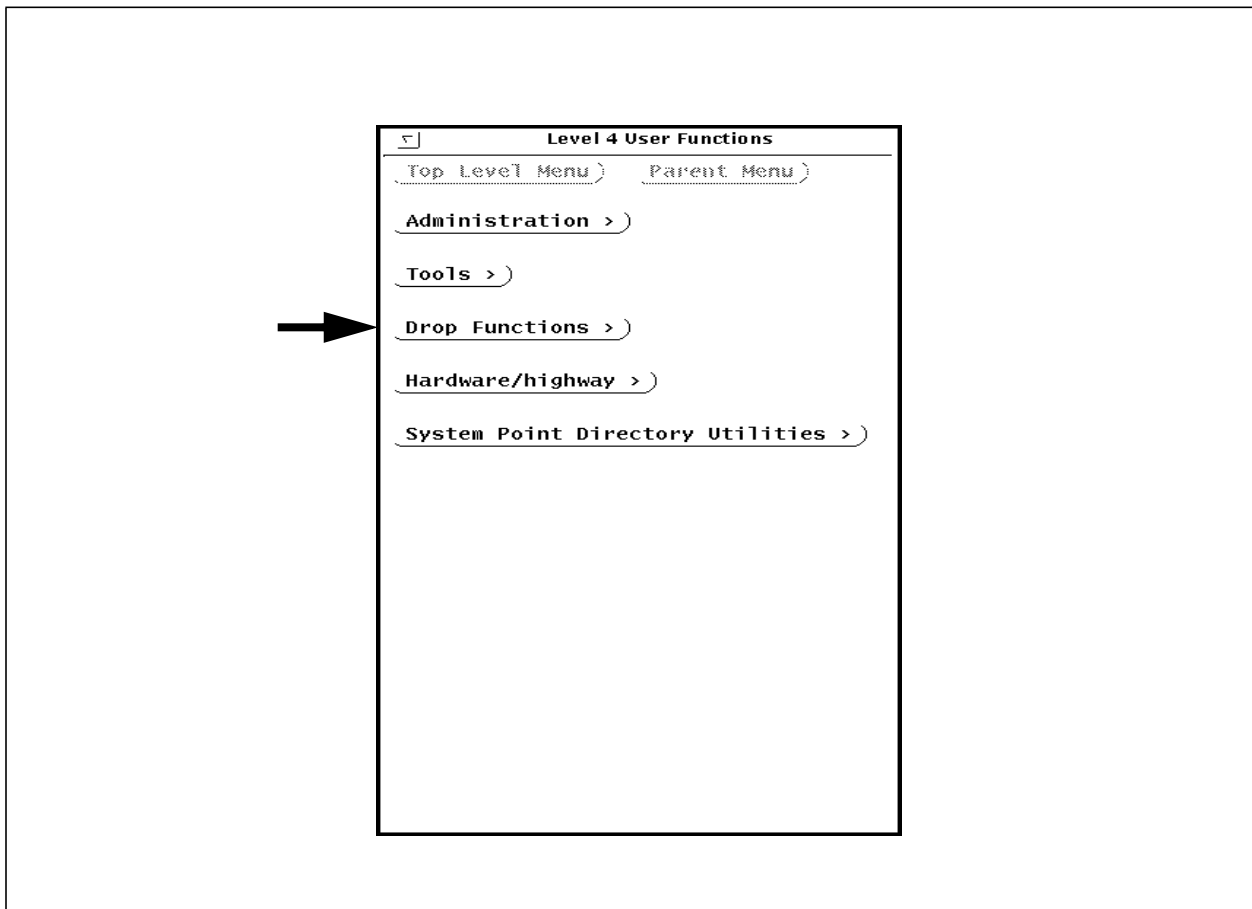 Level 4 User Functions
Top Level Menu Parent Menu
Administration >
Tools >
Drop Functions >
Hardware/highway >
System Point Directory Utilities >